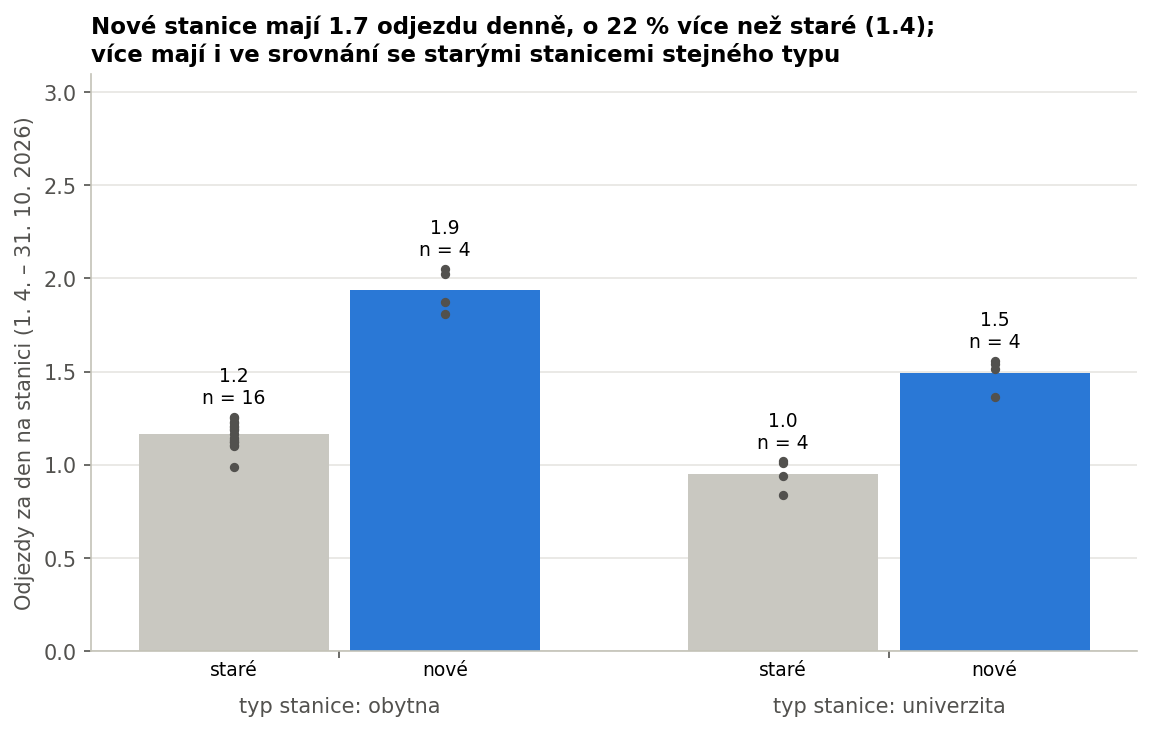 Nové stanice mají 1.7 odjezdu denně, o 22 % více než staré (1.4);
více mají i ve srovnání se starými stanicemi stejného typu
Odjezdy za den na stanici (1. 4. – 31. 10. 2026)
3.0
2.5
2.0
1.5
1.0
0.5
0.0
1.2
n = 16
1.9
n = 4
1.0
n = 4
1.5
n = 4
staré
nové
staré
nové
typ stanice: obytna
typ stanice: univerzita